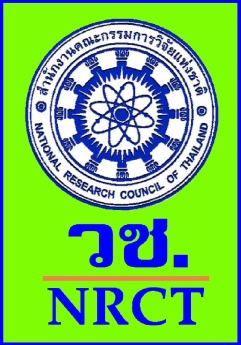 สำนักงานคณะกรรมการวิจัยแห่งชาติ
NATIONAL RESEARCH COUNCIL OF THAILAND
วช.
NRCT